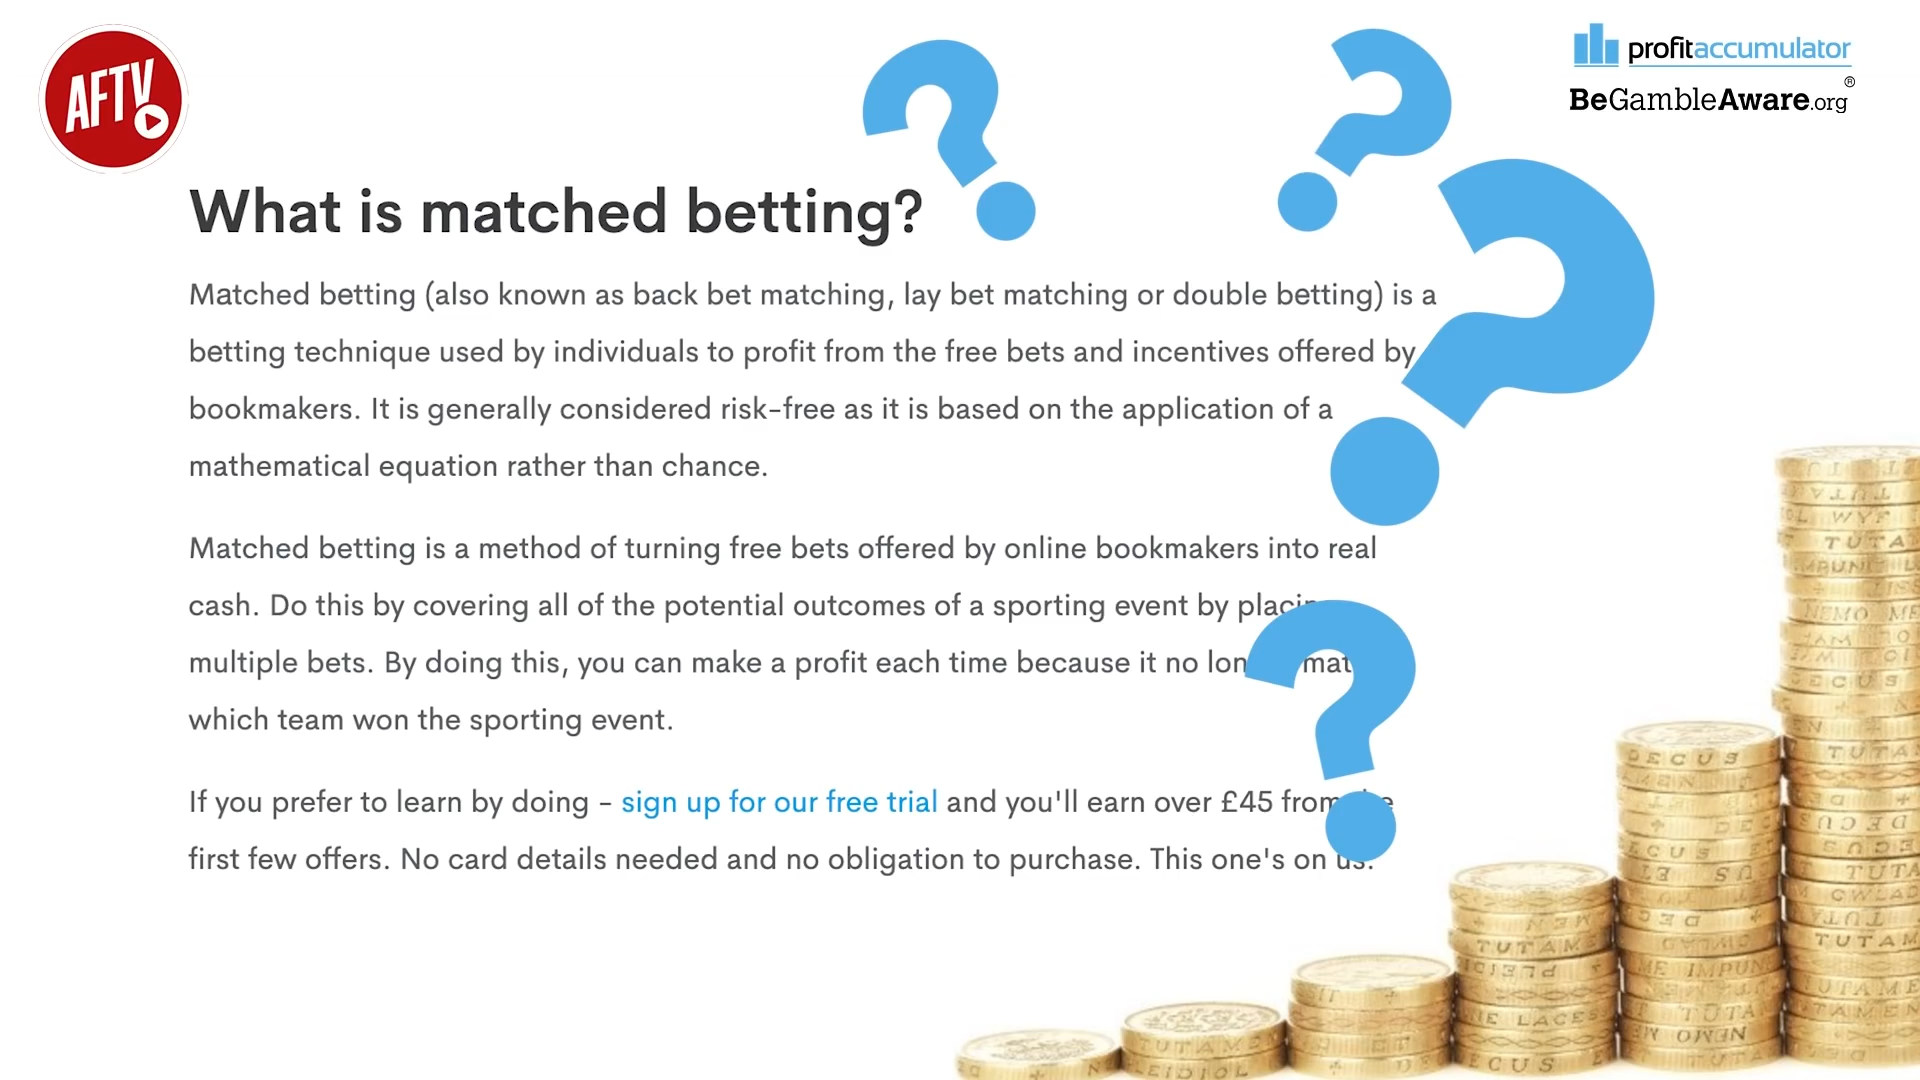 AFTV
profitaccumulator
BeGambleAware.org®
What is matched betting?
Matched betting (also known as back bet matching, lay bet matching or double betting) is a
betting technique used by individuals to profit from the free bets and incentives offered by
bookmakers. It is generally considered risk-free as it is based on the application of a
mathematical equation rather than chance.
Matched betting is a method of turning free bets offered by online bookmakers into real
cash. Do this by covering all of the potential outcomes of a sporting event by
multiple bets. By doing this, you can make a profit each time because it no
which team won the sporting event.
If you prefer to learn by doing - sign up for our free trial and you'll earn over £45 from
first few offers. No card details needed and no obligation to purchase. This one's on us.
DECUS
TUTAMEN